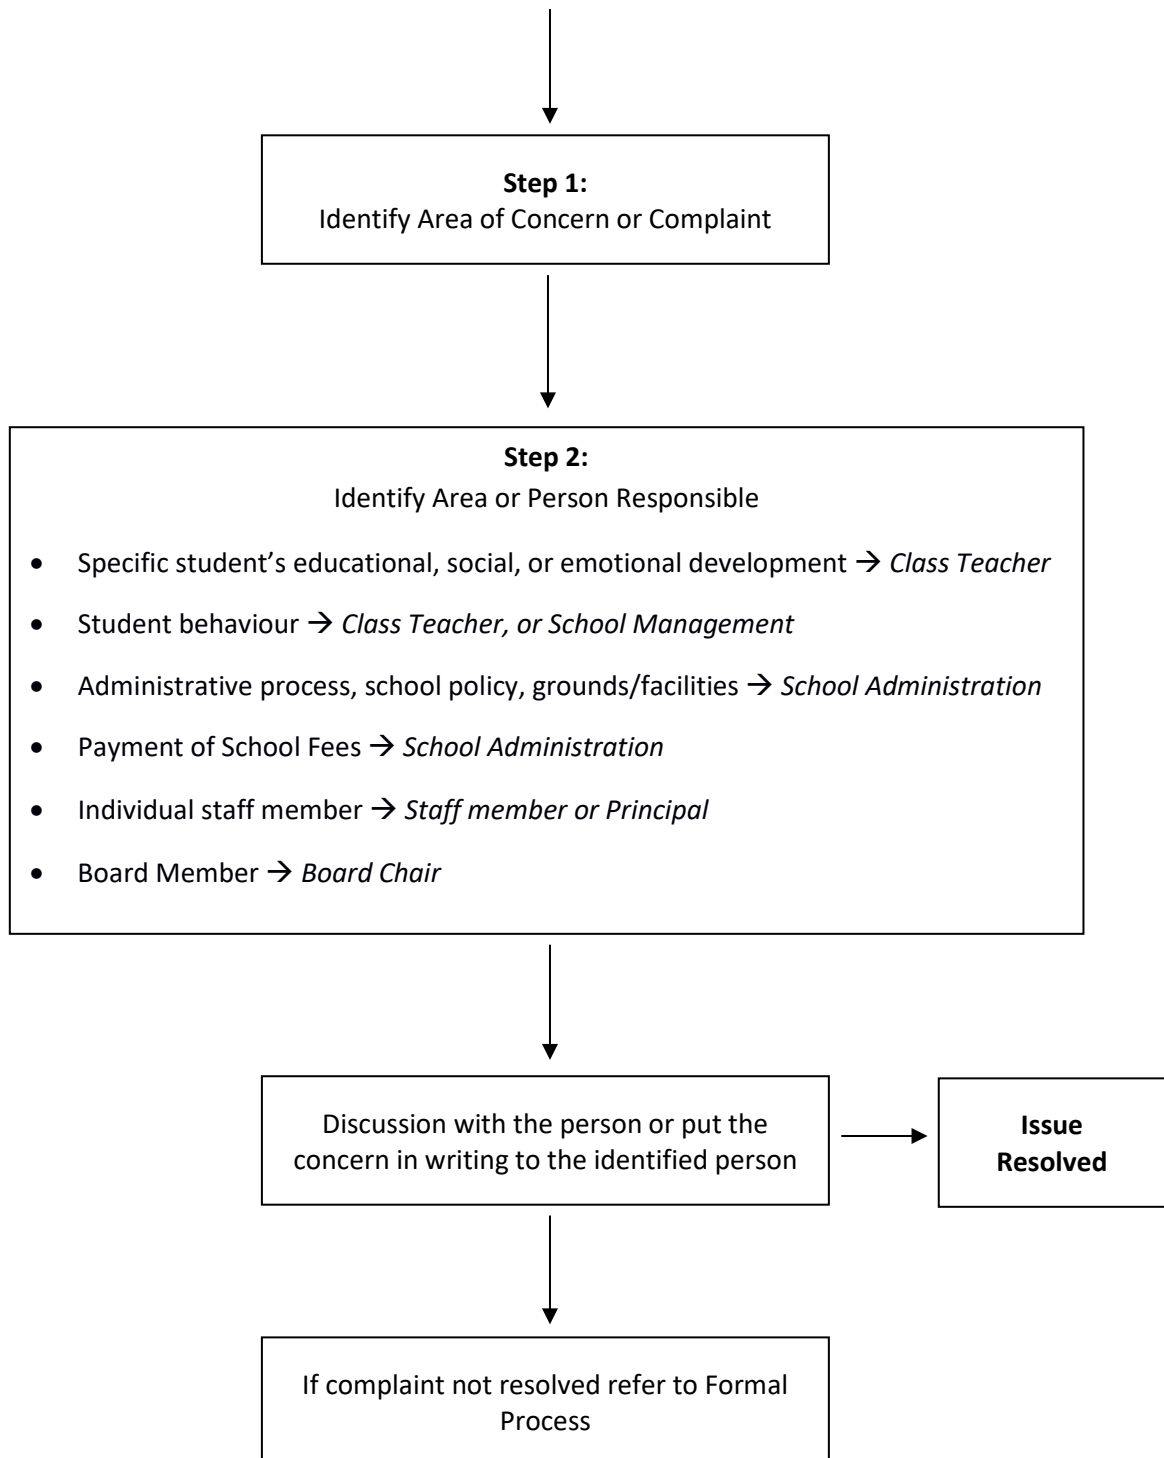 Step 1:
Identify Area of Concern or Complaint
Step 2:
Identify Area or Person Responsible
• Specific student’s educational, social, or emotional development → Class Teacher
• Student behaviour → Class Teacher, or School Management
• Administrative process, school policy, grounds/facilities → School Administration
• Payment of School Fees → School Administration
• Individual staff member → Staff member or Principal
• Board Member → Board Chair
Discussion with the person or put the
concern in writing to the identified person
Issue
Resolved
If complaint not resolved refer to Formal
Process